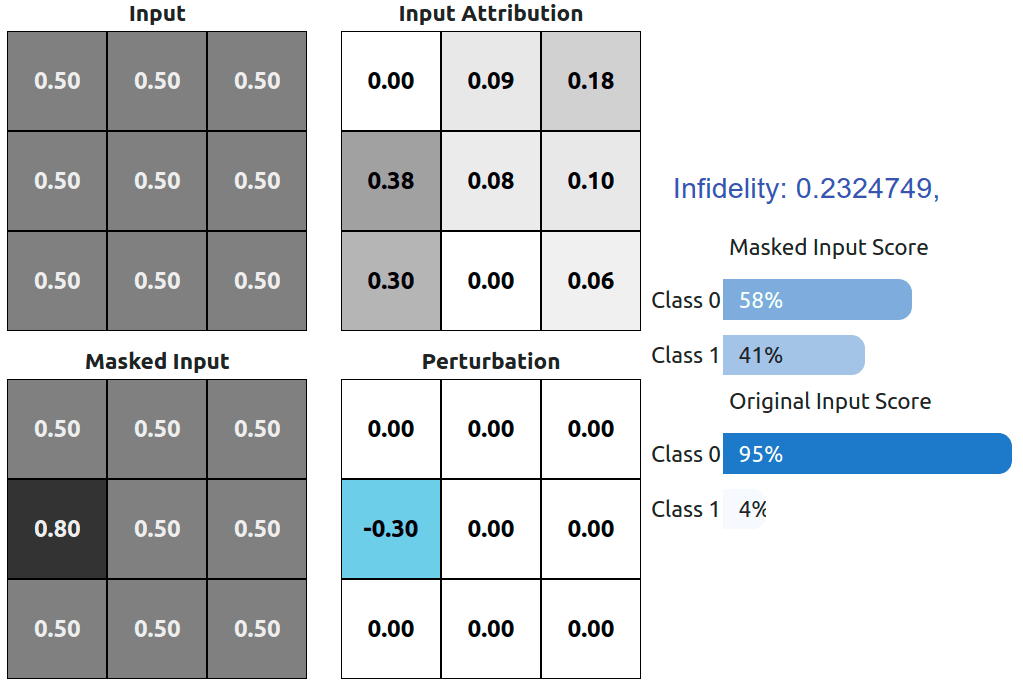 Input
0.50 0.50 0.50
0.50 0.50 0.50
0.50 0.50 0.50
Input Attribution
0.00 0.09 0.18
0.38 0.08 0.10
0.30 0.00 0.06
Masked Input
0.50 0.50 0.50
0.80 0.50 0.50
0.50 0.50 0.50
Perturbation
0.00 0.00 0.00
-0.30 0.00 0.00
0.00 0.00 0.00
Infidelity: 0.2324749,
Masked Input Score
Class 0 58%
Class 1 41%
Original Input Score
Class 0 95%
Class 1 4%